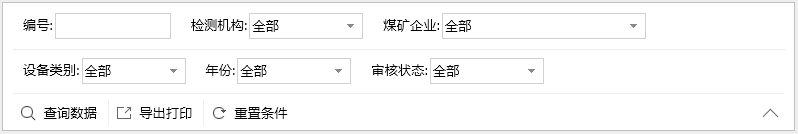 编号: 检测机构: 全部 煤矿企业: 全部
设备类别: 全部 年份: 全部 审核状态: 全部
查询数据 导出打印 重置条件